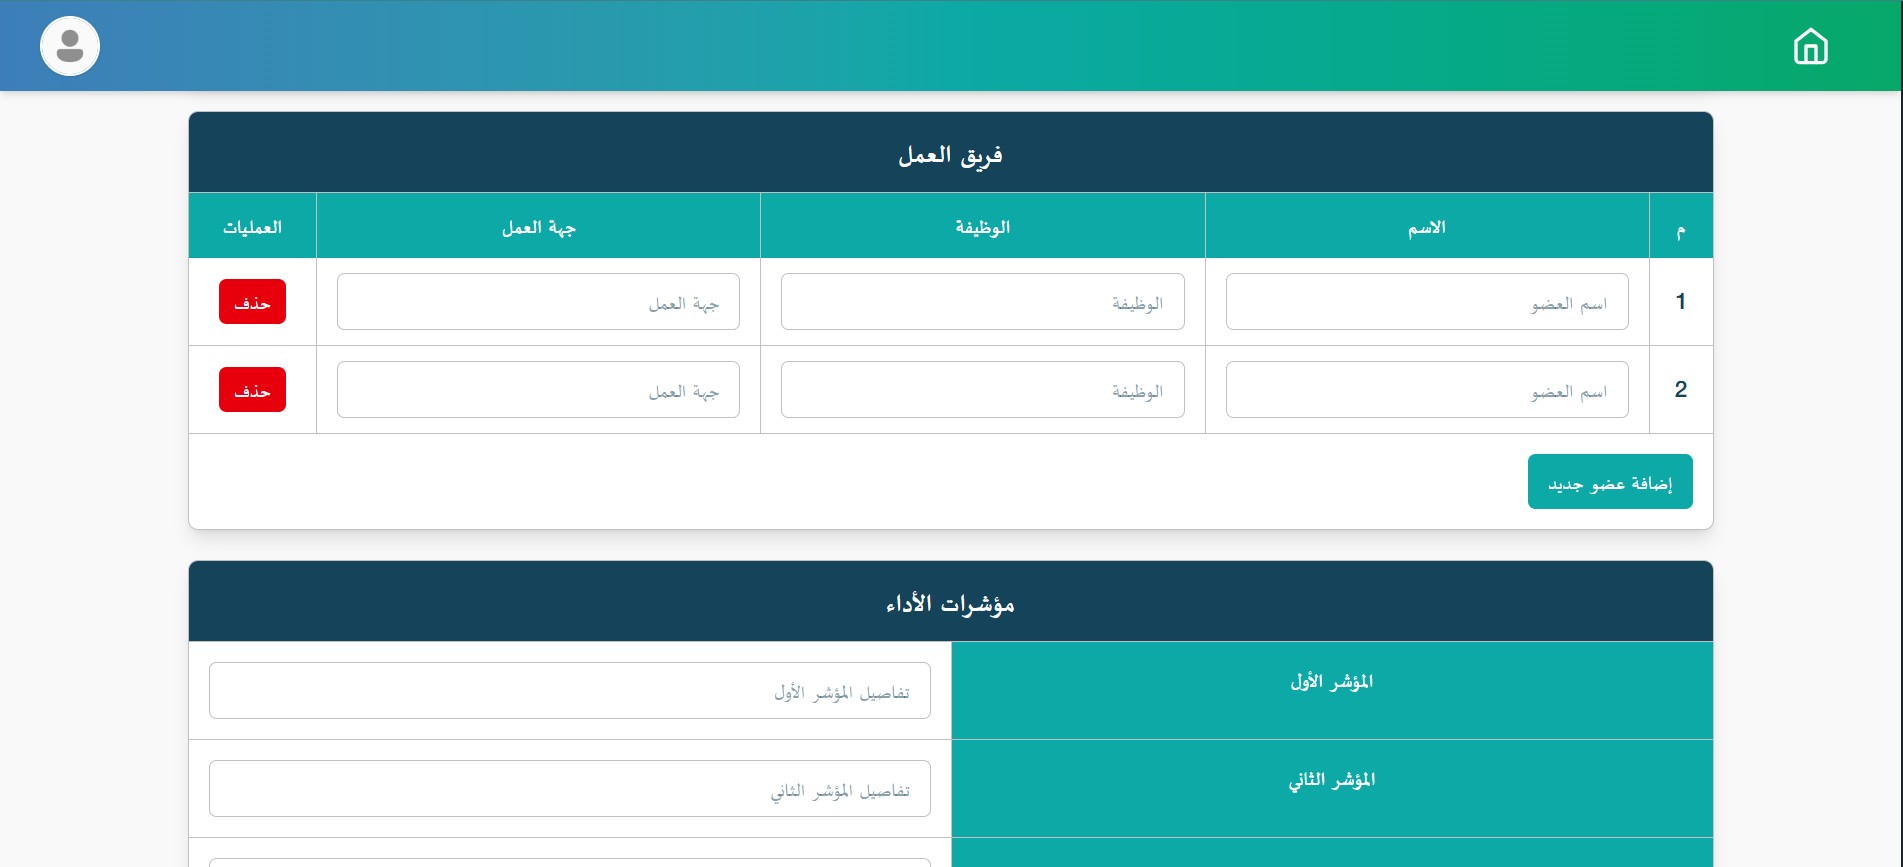 فريق العمل
م الاسم الوظيفة جهة العمل العمليات
1 اسم العضو الوظيفة جهة العمل حذف
2 اسم العضو الوظيفة جهة العمل حذف
إضافة عضو جديد
مؤشرات الأداء
المؤشر الأول تفاصيل المؤشر الأول
المؤشر الثاني تفاصيل المؤشر الثاني